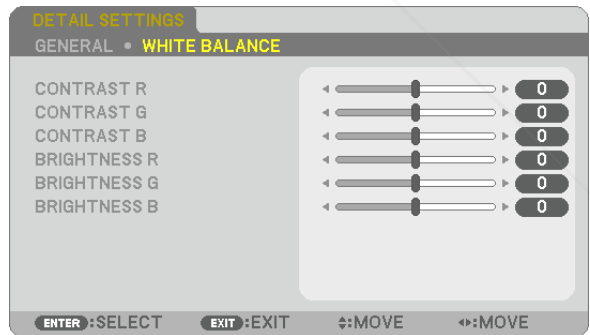 DETAIL SETTINGS
GENERAL • WHITE BALANCE
CONTRAST R 0
CONTRAST G 0
CONTRAST B 0
BRIGHTNESS R 0
BRIGHTNESS G 0
BRIGHTNESS B 0
ENTER :SELECT EXIT :EXIT :MOVE :MOVE